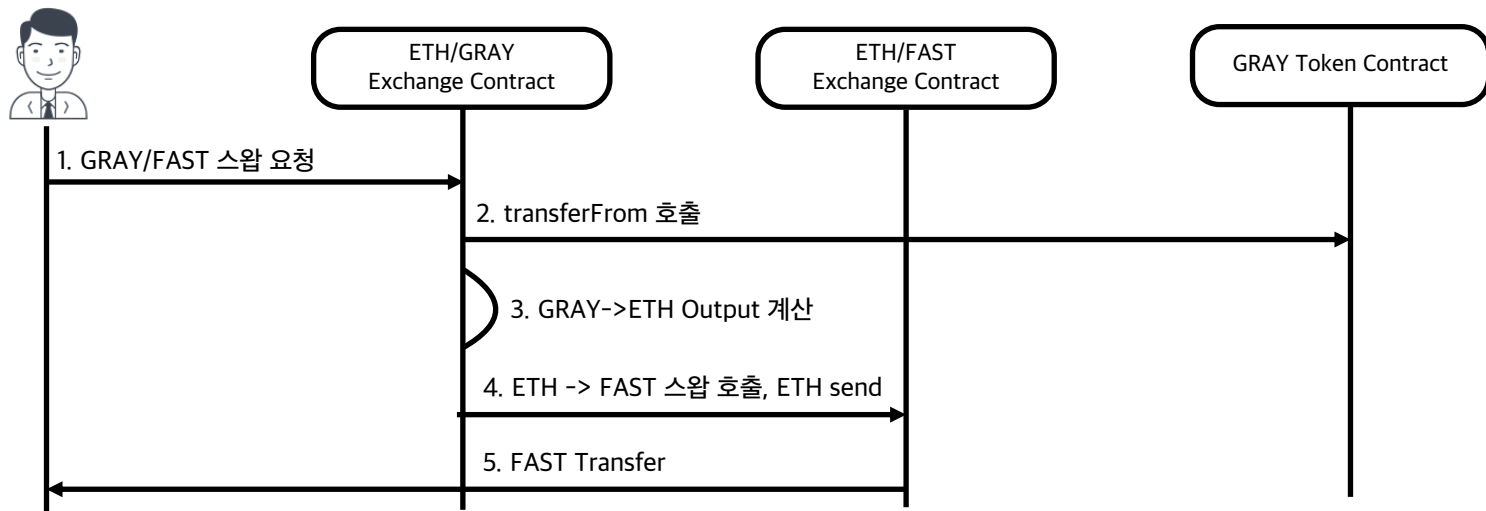 ETH/GRAY
Exchange Contract
ETH/FAST
Exchange Contract
GRAY Token Contract
1. GRAY/FAST 스왑 요청
2. transferFrom 호출
3. GRAY->ETH Output 계산
4. ETH -> FAST 스왑 호출, ETH send
5. FAST Transfer